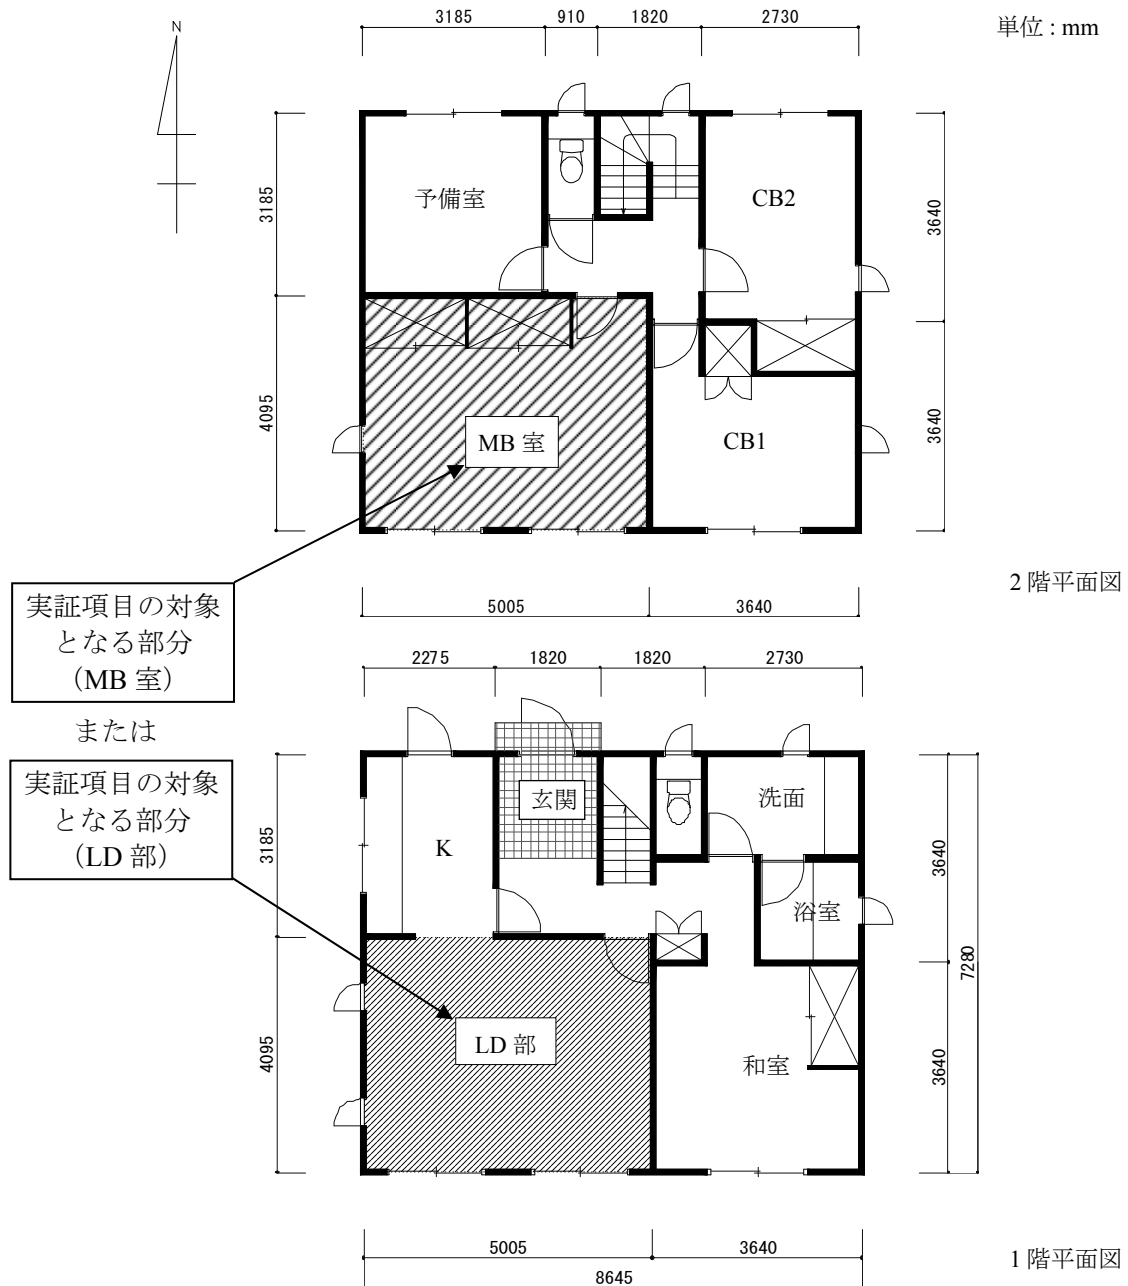 3185 910 1820 2730
単位 : mm
N
3185
4095
予備室
CB2
3640
3640
MB 室
CB1
2 階平面図
5005 3640
実証項目の対象
となる部分
（MB 室）
または
実証項目の対象
となる部分
（LD 部）
2275 1820 1820 2730
3185
4095
K
玄関
洗面
浴室
3640
3640
7280
LD 部
和室
5005 3640
8645
1 階平面図